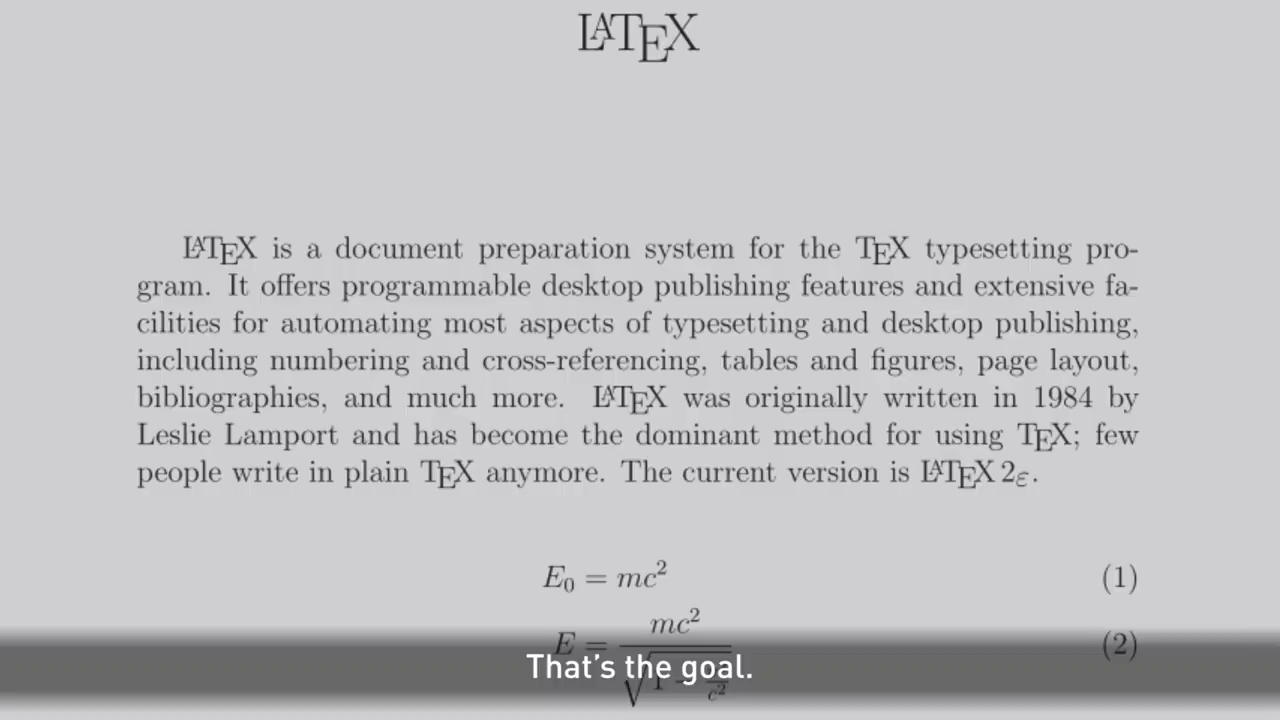 LATEX
LATEX is a document preparation system for the TEX typesetting pro-
gram. It offers programmable desktop publishing features and extensive fa-
cilities for automating most aspects of typesetting and desktop publishing,
including numbering and cross-referencing, tables and figures, page layout,
bibliographies, and much more. LATEX was originally written in 1984 by
Leslie Lamport and has become the dominant method for using TEX; few
people write in plain TEX anymore. The current version is LATEX 2ε.
E₀ = mc² (1)
E = mc² (2)
That's the goal.